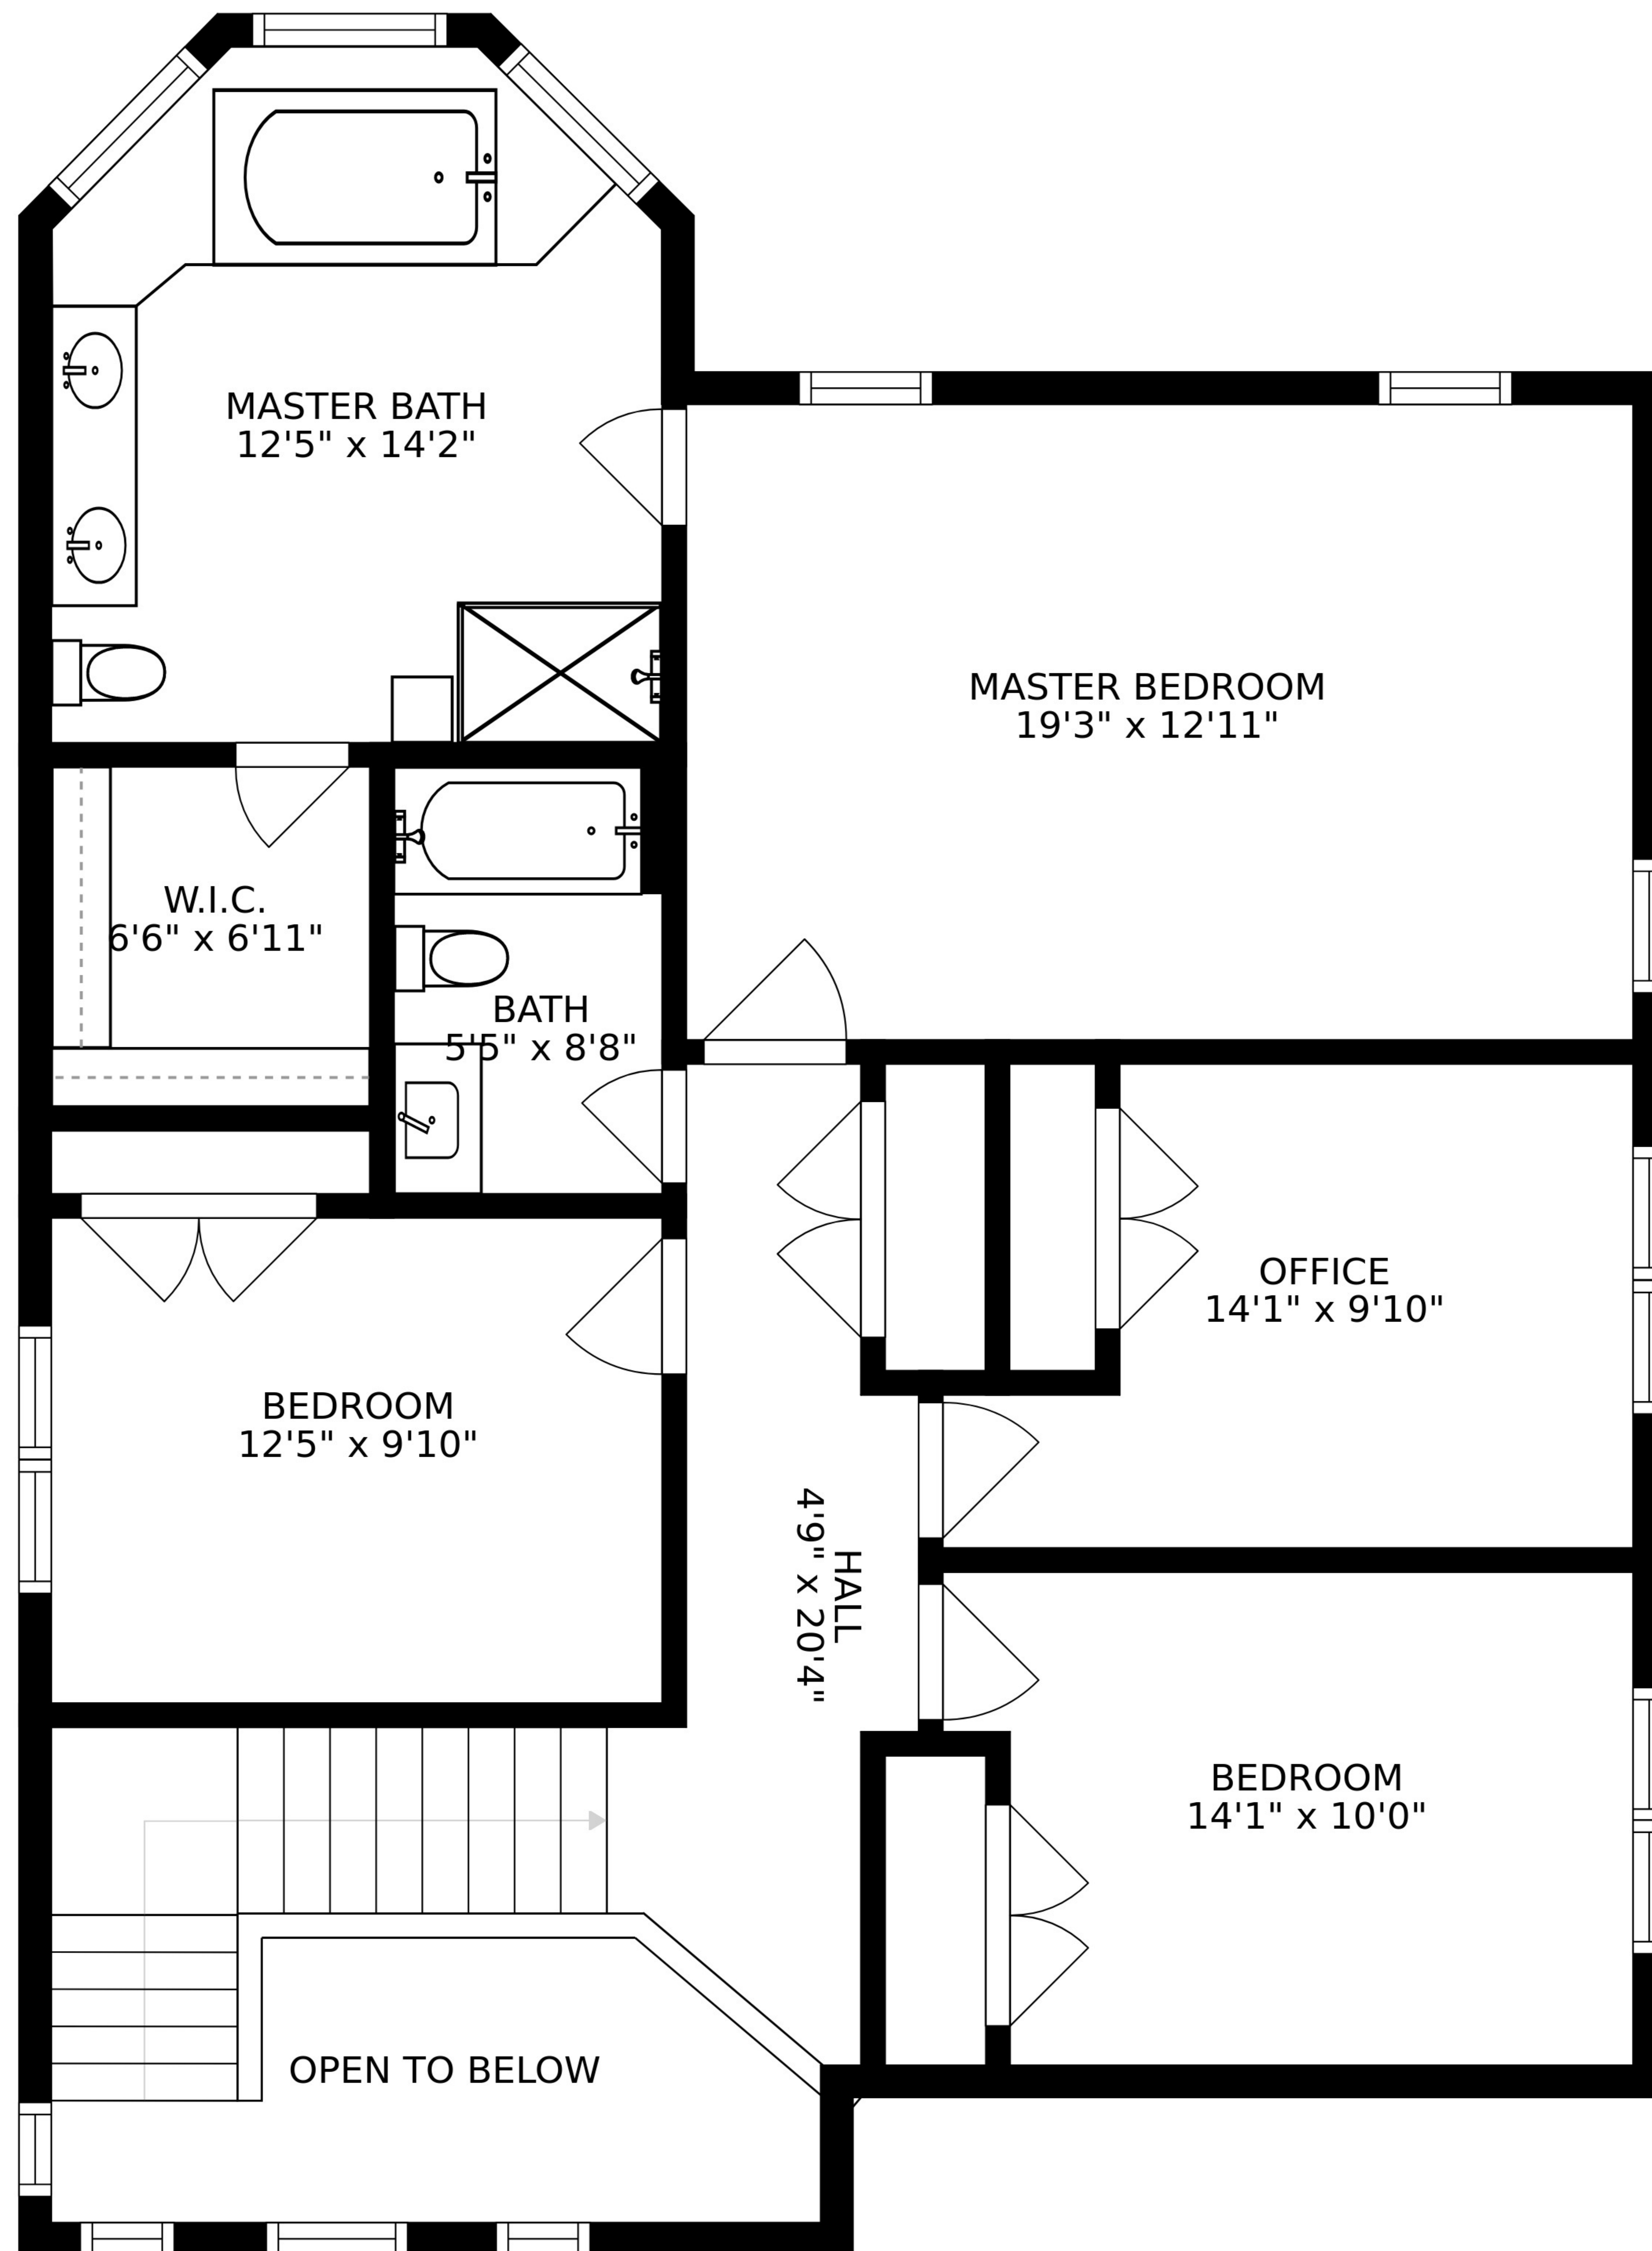 MASTER BATH
12'5" x 14'2"
MASTER BEDROOM
19'3" x 12'11"
W.I.C.
6'6" x 6'11"
BATH
5'5" x 8'8"
OFFICE
14'1" x 9'10"
BEDROOM
12'5" x 9'10"
HALL
4'9" x 20'4"
BEDROOM
14'1" x 10'0"
OPEN TO BELOW